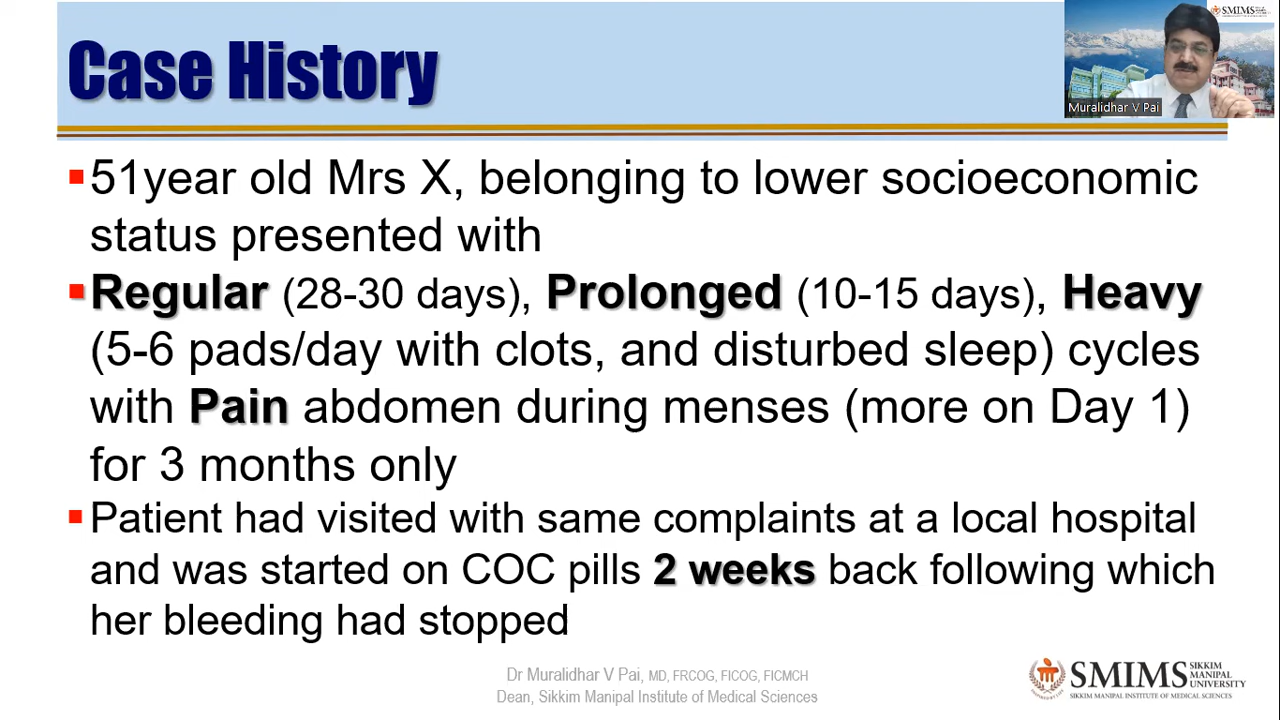 Case History
SMIMS
Muralidhar V Pai
51year old Mrs X, belonging to lower socioeconomic
status presented with
Regular (28-30 days), Prolonged (10-15 days), Heavy
(5-6 pads/day with clots, and disturbed sleep) cycles
with Pain abdomen during menses (more on Day 1)
for 3 months only
Patient had visited with same complaints at a local hospital
and was started on COC pills 2 weeks back following which
her bleeding had stopped
Dr Muralidhar V Pai, MD, FRCOG, FICOG, FICMCH
Dean, Sikkim Manipal Institute of Medical Sciences
SMIMS SIKKIM
MANIPAL
UNIVERSITY
SIKKIM MANIPAL INSTITUTE OF MEDICAL SCIENCES